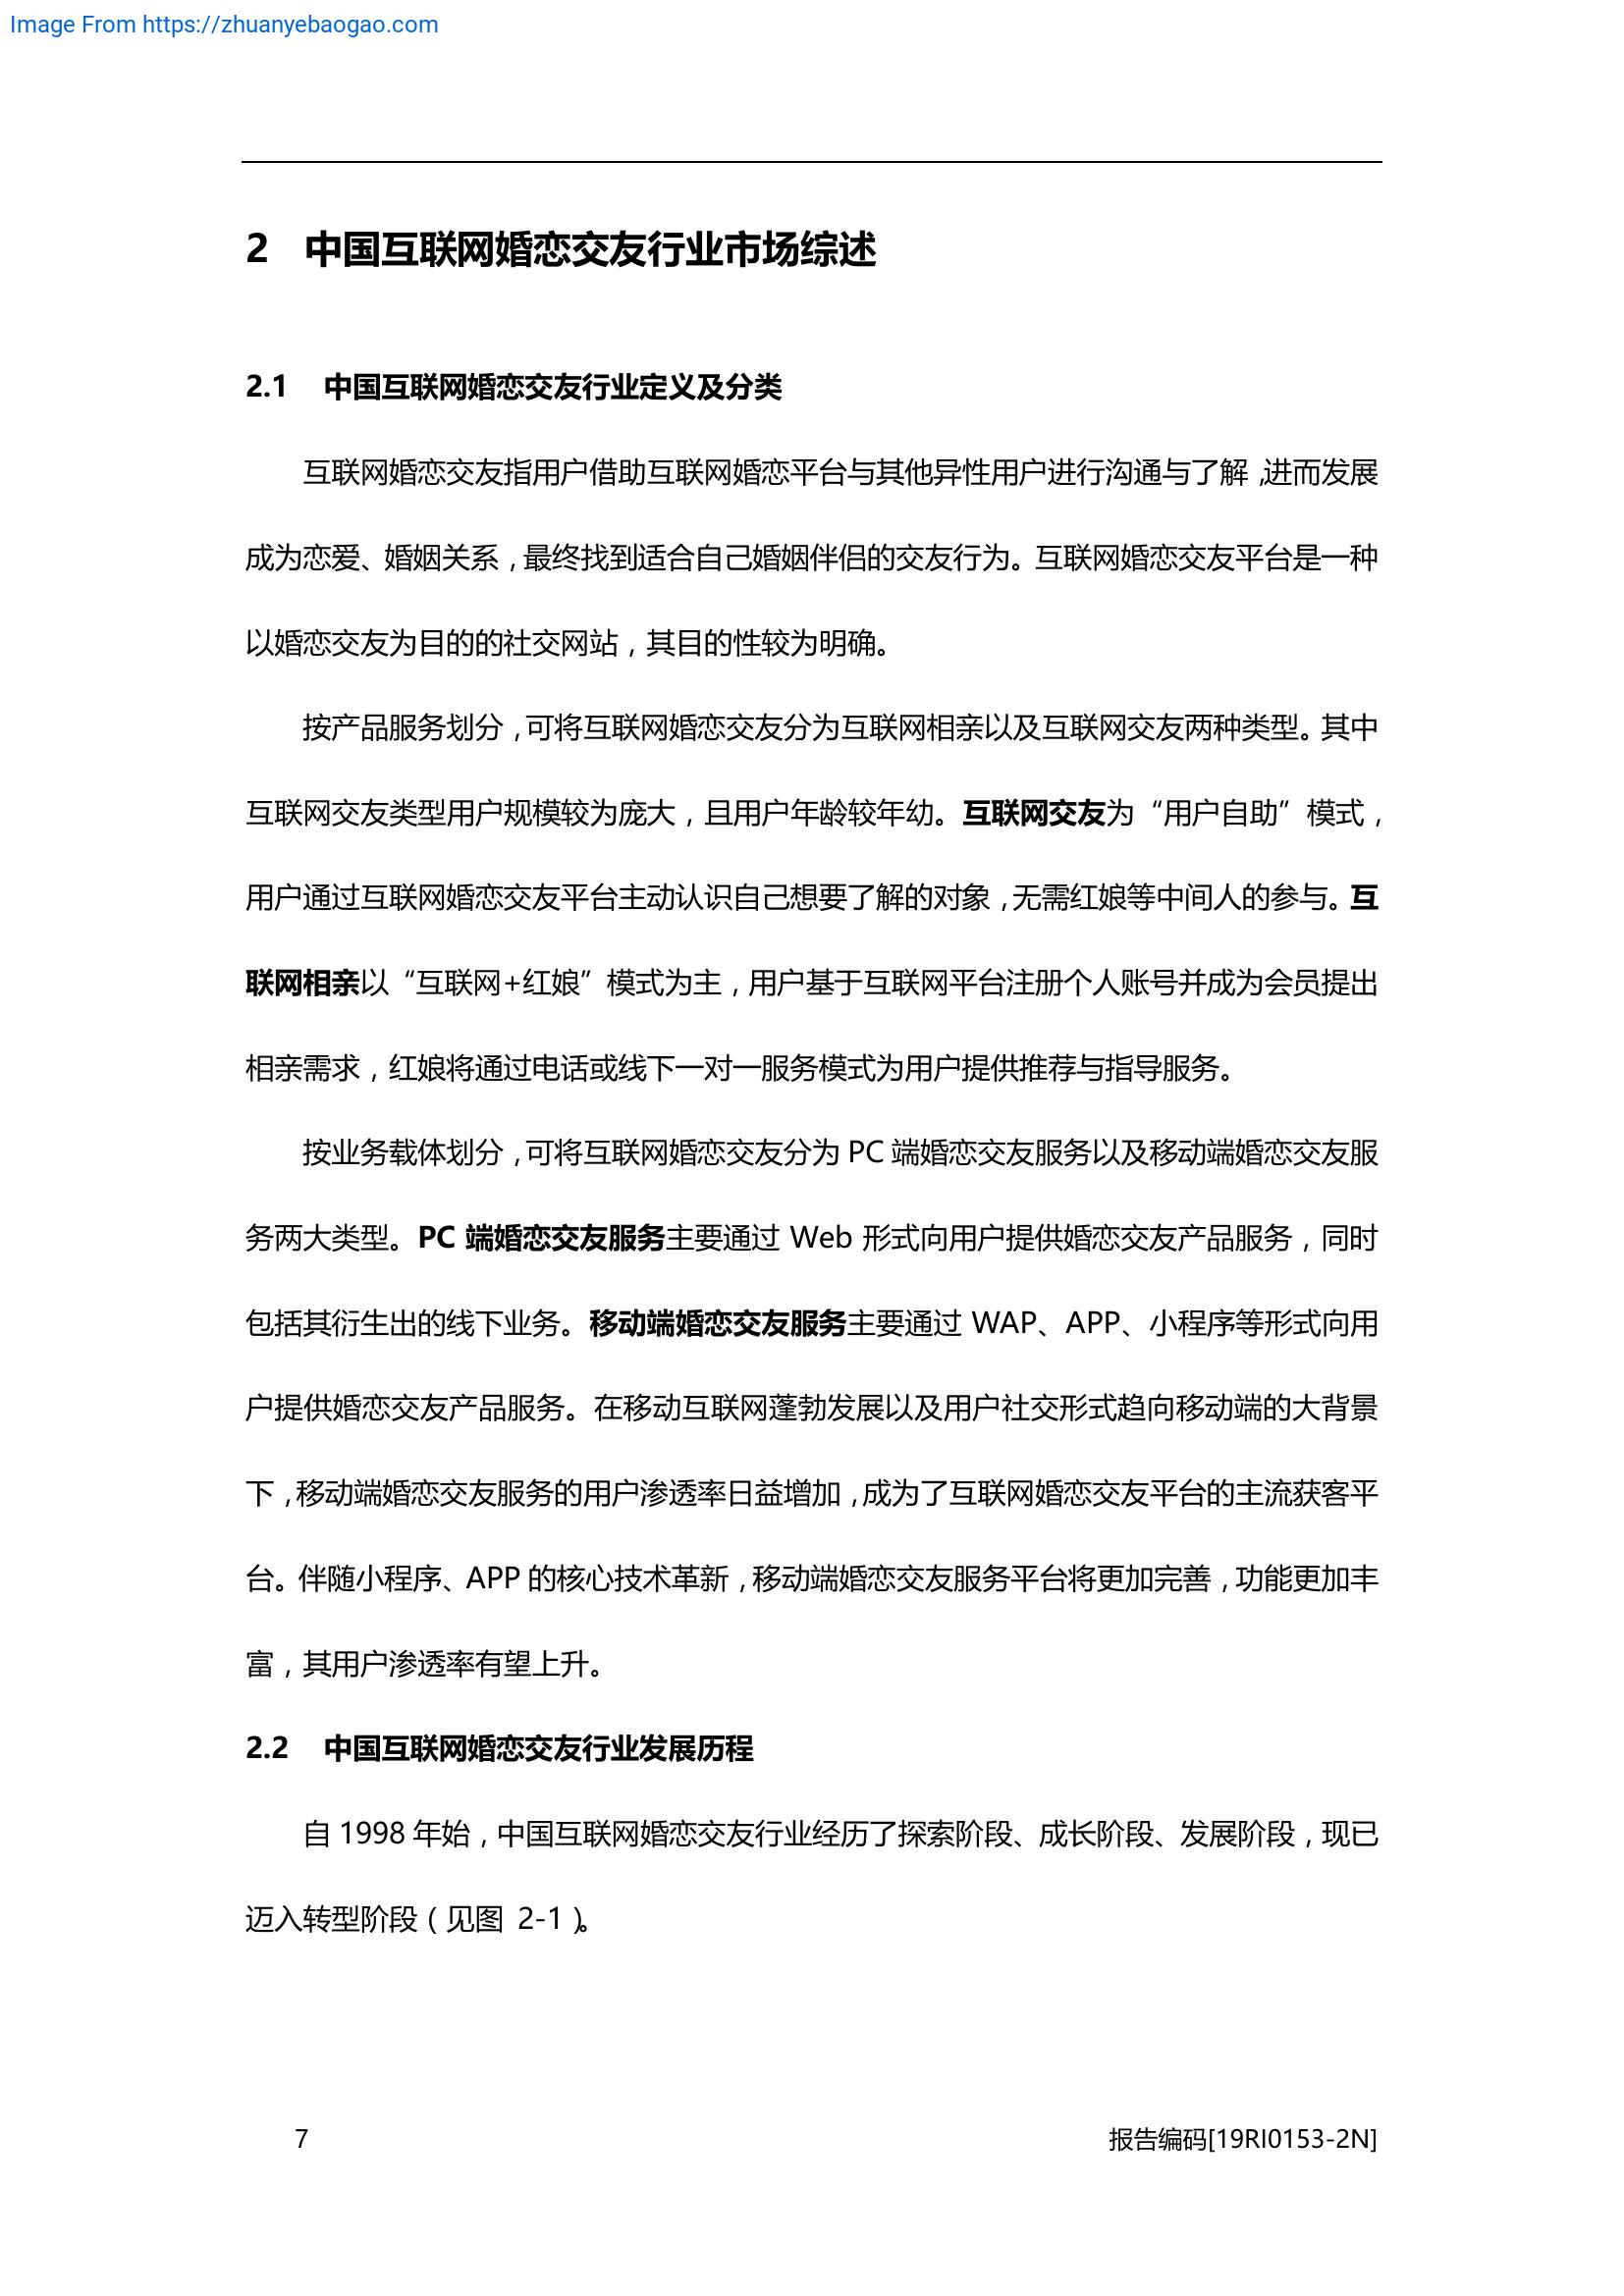 Image From https://zhuanyebaogao.com
2 中国互联网婚恋交友行业市场综述
2.1 中国互联网婚恋交友行业定义及分类
互联网婚恋交友指用户借助互联网婚恋平台与其他异性用户进行沟通与了解，进而发展
成为恋爱、婚姻关系，最终找到适合自己婚姻伴侣的交友行为。互联网婚恋交友平台是一种
以婚恋交友为目的的社交网站，其目的性较为明确。
按产品服务划分，可将互联网婚恋交友分为互联网相亲以及互联网交友两种类型。其中
互联网交友类型用户规模较为庞大，且用户年龄较年幼。互联网交友为“用户自助”模式，
用户通过互联网婚恋交友平台主动认识自己想要了解的对象，无需红娘等中间人的参与。互
联网相亲以“互联网+红娘”模式为主，用户基于互联网平台注册个人账号并成为会员提出
相亲需求，红娘将通过电话或线下一对一服务模式为用户提供推荐与指导服务。
按业务载体划分，可将互联网婚恋交友分为 PC 端婚恋交友服务以及移动端婚恋交友服
务两大类型。PC 端婚恋交友服务主要通过 Web 形式向用户提供婚恋交友产品服务，同时
包括其衍生出的线下业务。移动端婚恋交友服务主要通过 WAP、APP、小程序等形式向用
户提供婚恋交友产品服务。在移动互联网蓬勃发展以及用户社交形式趋向移动端的大背景
下，移动端婚恋交友服务的用户渗透率日益增加，成为了互联网婚恋交友平台的主流获客平
台。伴随小程序、APP 的核心技术革新，移动端婚恋交友服务平台将更加完善，功能更加丰
富，其用户渗透率有望上升。
2.2 中国互联网婚恋交友行业发展历程
自 1998 年始，中国互联网婚恋交友行业经历了探索阶段、成长阶段、发展阶段，现已
迈入转型阶段（见图 2-1）。
7 报告编码[19RI0153-2N]